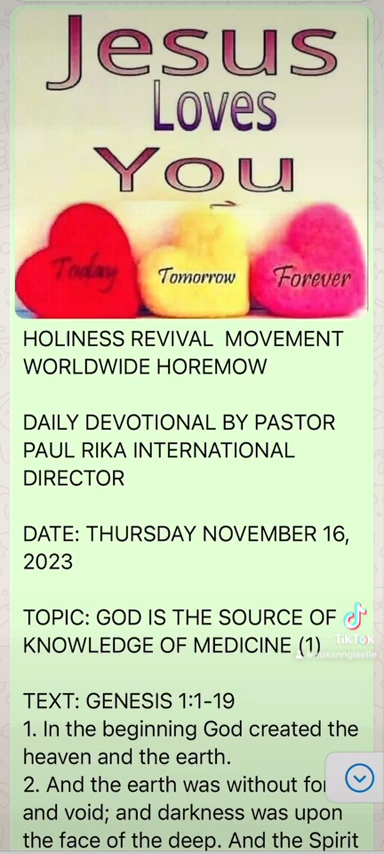 Jesus
Loves
You
Today
Tomorrow
Forever
HOLINESS REVIVAL MOVEMENT
WORLDWIDE HOREMOW
DAILY DEVOTIONAL BY PASTOR
PAUL RIKA INTERNATIONAL
DIRECTOR
DATE: THURSDAY NOVEMBER 16,
2023
TOPIC: GOD IS THE SOURCE OF
KNOWLEDGE OF MEDICINE (1)
TikTok
TEXT: GENESIS 1:1-19
1. In the beginning God created the
heaven and the earth.
2. And the earth was without
and void; and darkness was upon
the face of the deep. And the Spirit